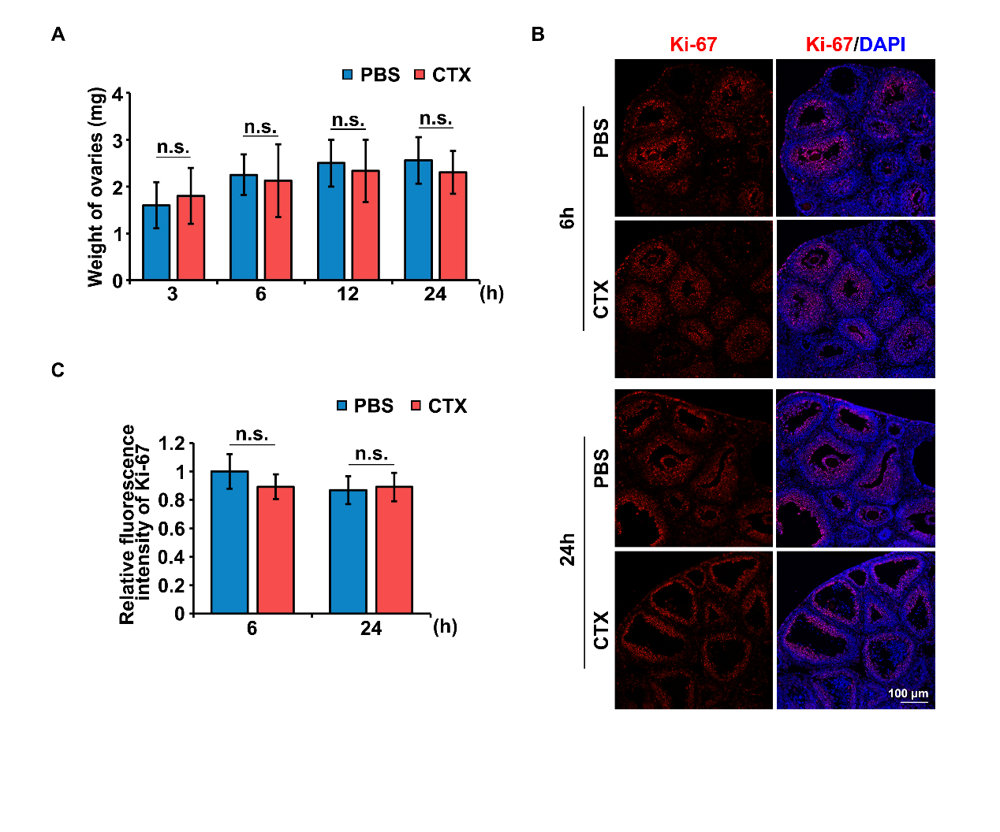 A
PBS CTX
Weight of ovaries (mg)
4
3
2
1
0
n.s.
n.s.
n.s.
n.s.
3 6 12 24 (h)
B
Ki-67 Ki-67/DAPI
6h
PBS
CTX
24h
PBS
CTX
100 μm
C
PBS CTX
Relative fluorescence
intensity of Ki-67
1.2
1
0.8
0.6
0.4
0.2
0
n.s.
n.s.
6 24 (h)